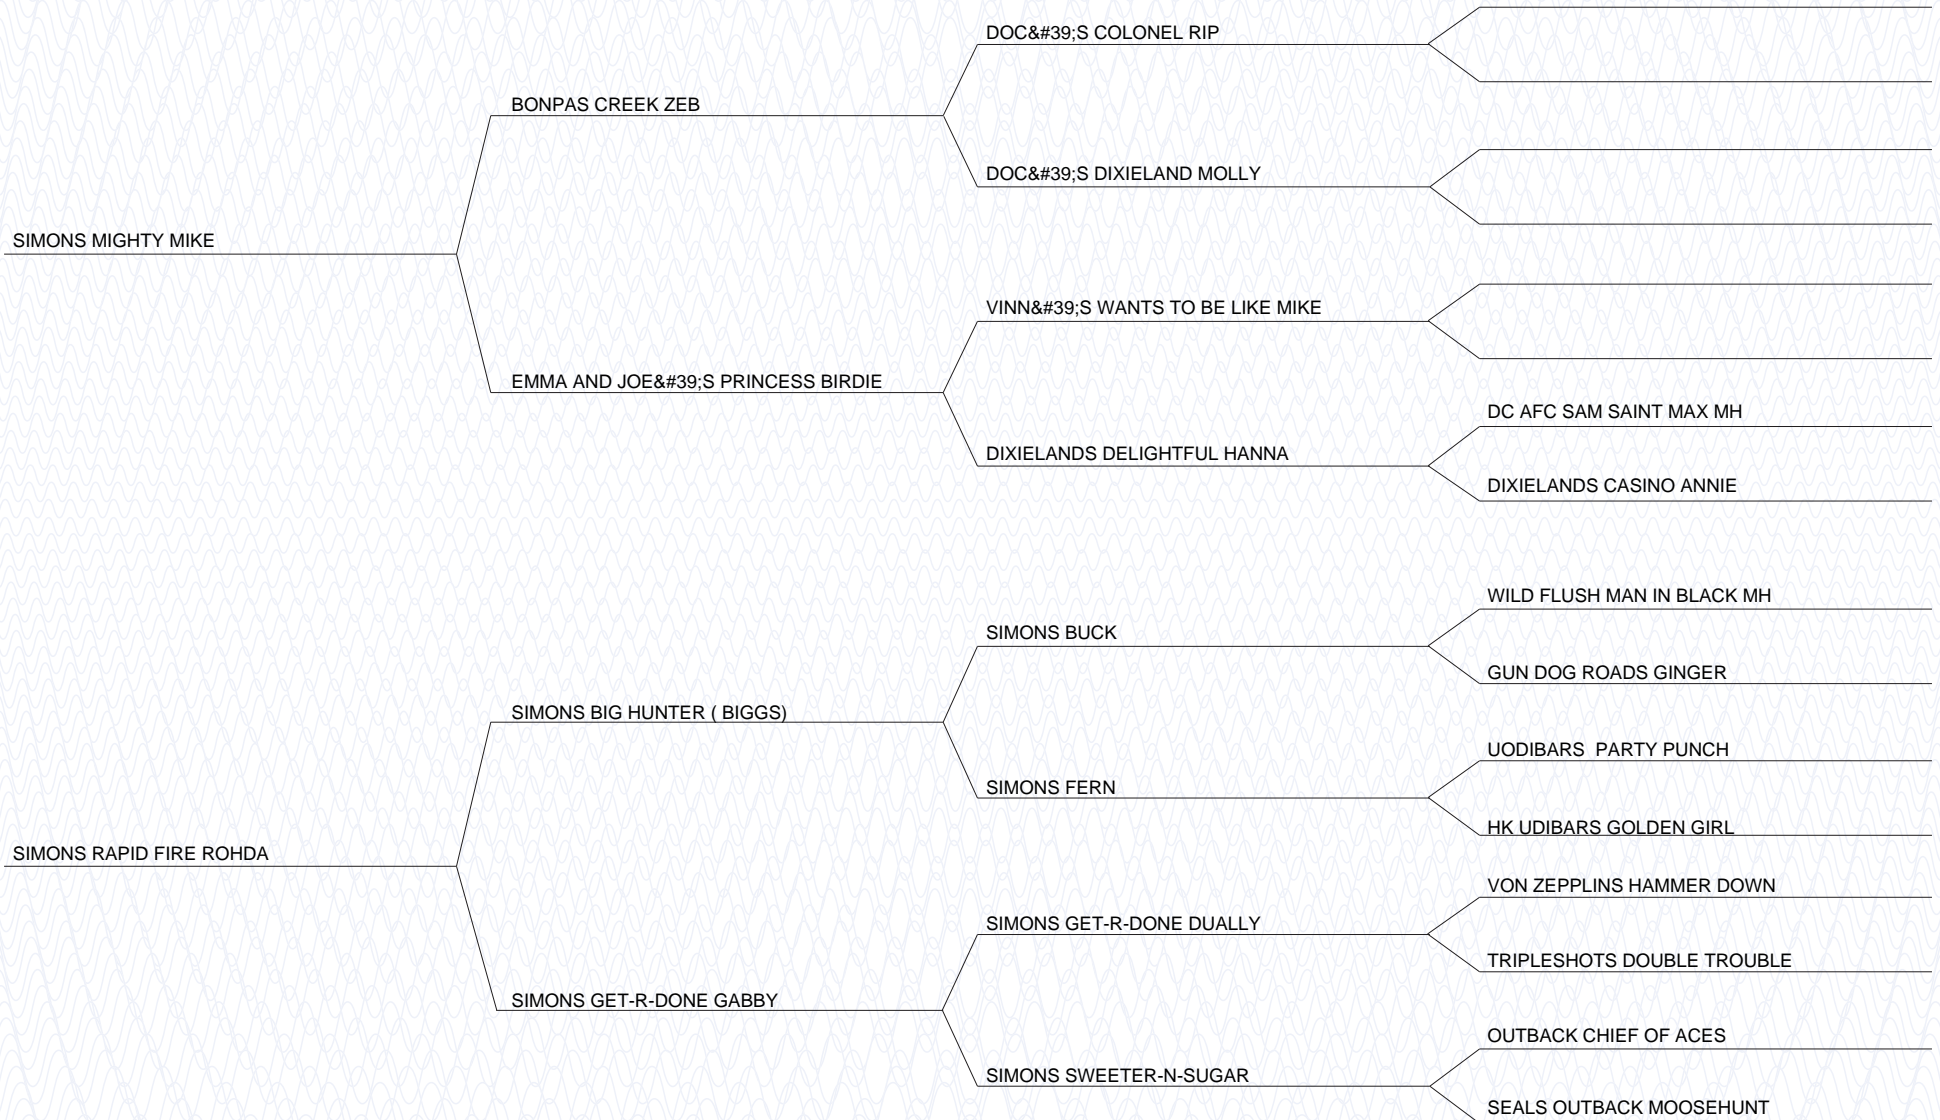 DOC&#39;S COLONEL RIP
BONPAS CREEK ZEB
DOC&#39;S DIXIELAND MOLLY
SIMONS MIGHTY MIKE
VINN&#39;S WANTS TO BE LIKE MIKE
EMMA AND JOE&#39;S PRINCESS BIRDIE
DC AFC SAM SAINT MAX MH
DIXIELANDS DELIGHTFUL HANNA
DIXIELANDS CASINO ANNIE
WILD FLUSH MAN IN BLACK MH
SIMONS BUCK
GUN DOG ROADS GINGER
SIMONS BIG HUNTER ( BIGGS)
UODIBARS  PARTY PUNCH
SIMONS FERN
HK UDIBARS GOLDEN GIRL
SIMONS RAPID FIRE ROHDA
VON ZEPPLINS HAMMER DOWN
SIMONS GET-R-DONE DUALLY
TRIPLESHOTS DOUBLE TROUBLE
SIMONS GET-R-DONE GABBY
OUTBACK CHIEF OF ACES
SIMONS SWEETER-N-SUGAR
SEALS OUTBACK MOOSEHUNT